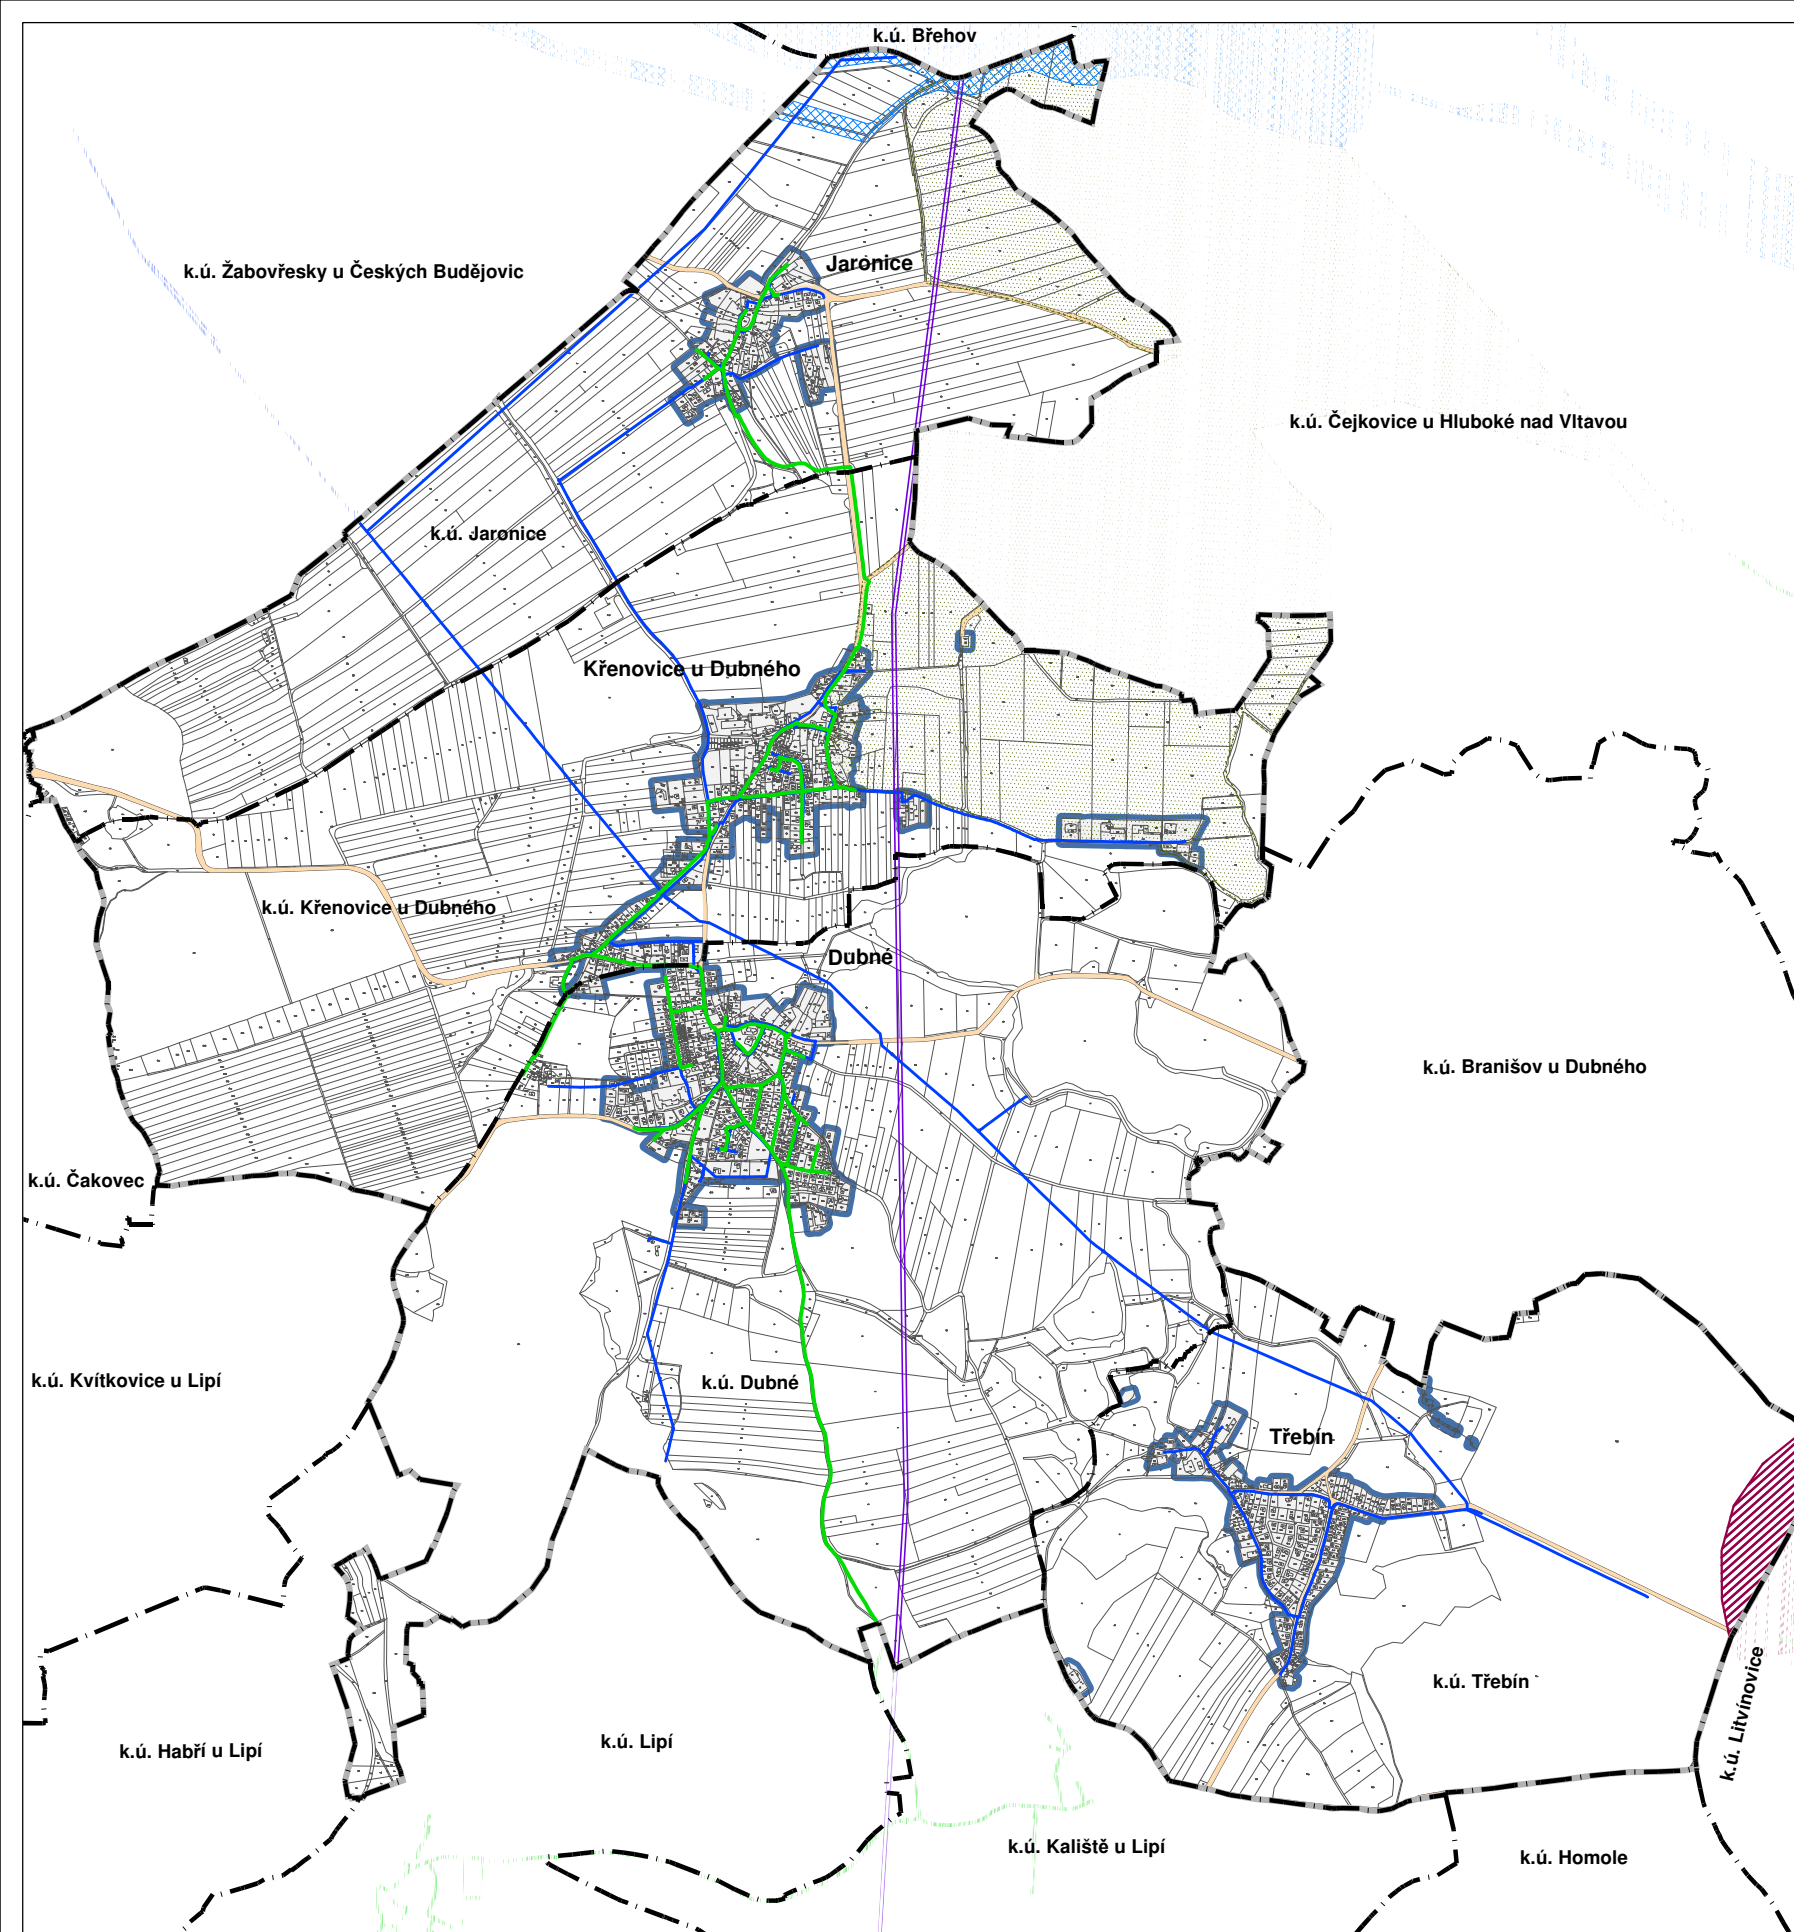 k.ú. Břehov
Jaronice
k.ú. Žabovřesky u Českých Budějovic
k.ú. Čejkovice u Hluboké nad Vltavou
k.ú. Jaronice
Křenovice u Dubného
k.ú. Křenovice u Dubného
Dubné
k.ú. Branišov u Dubného
k.ú. Čakovec
k.ú. Kvítkovice u Lipí
k.ú. Dubné
Třebín
k.ú. Třebín
k.ú. Litvínovice
k.ú. Habří u Lipí
k.ú. Lipí
k.ú. Kaliště u Lipí
k.ú. Homole